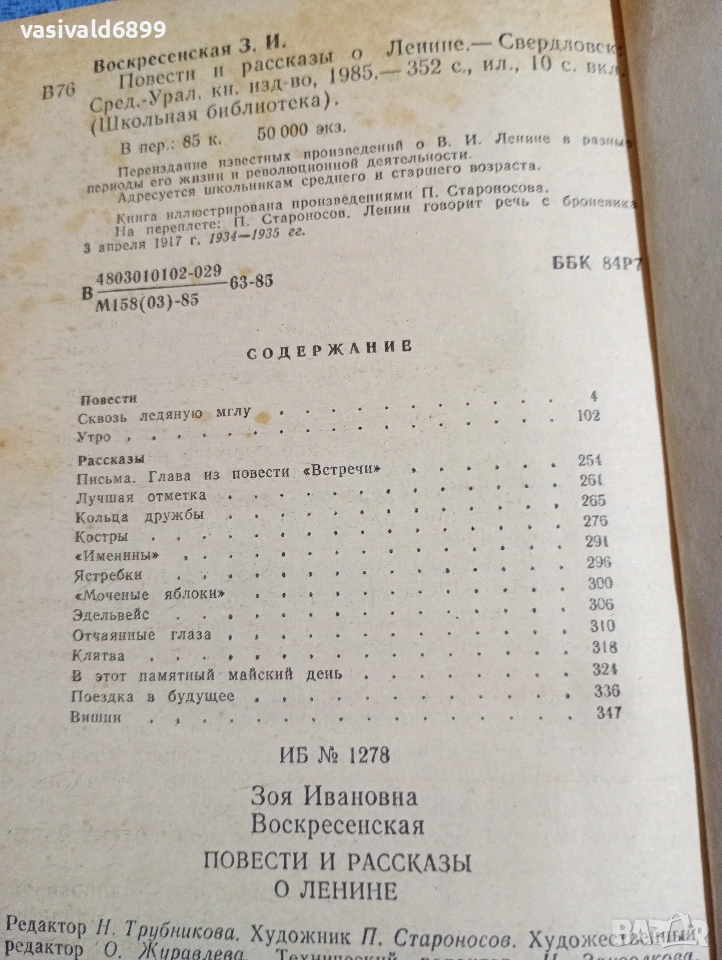 vasivald6899
Воскресенская З. И.
В76 Повести и рассказы о Ленине.— Свердловск:
Сред.-Урал. кн. изд-во, 1985.— 352 с., ил., 10 с. вкл.
(Школьная библиотека).
В пер.: 85 к. 50 000 экз.
Переиздание известных произведений о В. И. Ленине в разные
периоды его жизни и революционной деятельности.
Адресуется школьникам среднего и старшего возраста.
Книга иллюстрирована произведениями П. Староносова.
На переплете: П. Староносов. Ленин говорит речь с броневика
3 апреля 1917 г. 1934—1935 гг.
В 4803010102-029 63-85
М158(03)-85
ББК 84Р7
СОДЕРЖАНИЕ
Повести
Сквозь ледяную мглу . . . . . . . . . . 4
Утро . . . . . . . . . . . . . 102
Рассказы
Письма. Глава из повести «Встречи» . . . . . 254
Лучшая отметка . . . . . . . . . . . 261
Кольца дружбы . . . . . . . . . . . 265
Костры . . . . . . . . . . . . 276
«Именины» . . . . . . . . . . . . 291
Ястребки . . . . . . . . . . . . 296
«Моченые яблоки» . . . . . . . . . . 300
Эдельвейс . . . . . . . . . . . . 306
Отчаянные глаза . . . . . . . . . . . 310
Клятва . . . . . . . . . . . . 318
В этот памятный майский день . . . . . . . 324
Поездка в будущее . . . . . . . . . . 336
Вишни . . . . . . . . . . . . 347
ИБ № 1278
Зоя Ивановна
Воскресенская
ПОВЕСТИ И РАССКАЗЫ
О ЛЕНИНЕ
Редактор Н. Трубникова. Художник П. Староносов. Художественный
редактор О. Журавлева. Технический редактор Н.
BAZAR